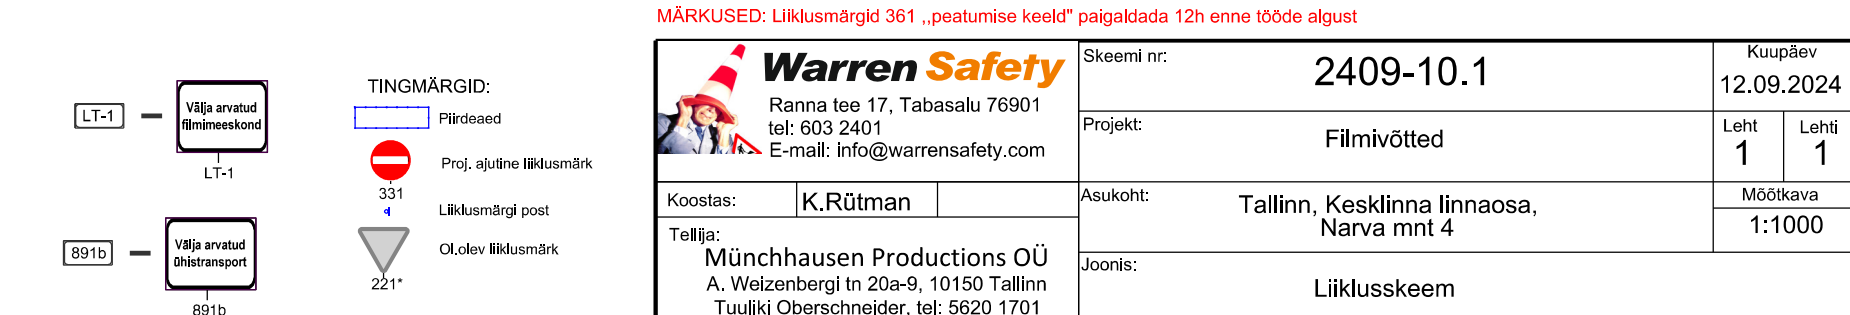 MÄRKUSED: Liiklusmärgid 361 ,,peatumise keeld" paigaldada 12h enne tööde algust
LT-1
Välja arvatud
filmimeeskond
LT-1
891b
Välja arvatud
ühistransport
891b
TINGMÄRGID:
Piirdeaed
Proj. ajutine liiklusmärk
331
Liiklusmärgi post
Ol.olev liiklusmärk
221*
Warren Safety
Ranna tee 17, Tabasalu 76901
tel: 603 2401
E-mail: info@warrensafety.com
Koostas:
K.Rütman
Tellija:
Münchhausen Productions OÜ
A. Weizenbergi tn 20a-9, 10150 Tallinn
Tuuliki Oberschneider, tel: 5620 1701
Skeemi nr:
2409-10.1
Kuupäev
12.09.2024
Projekt:
Filmivõtted
Leht
1
Lehti
1
Asukoht:
Tallinn, Kesklinna linnaosa,
Narva mnt 4
Mõõtkava
1:1000
Joonis:
Liiklusskeem